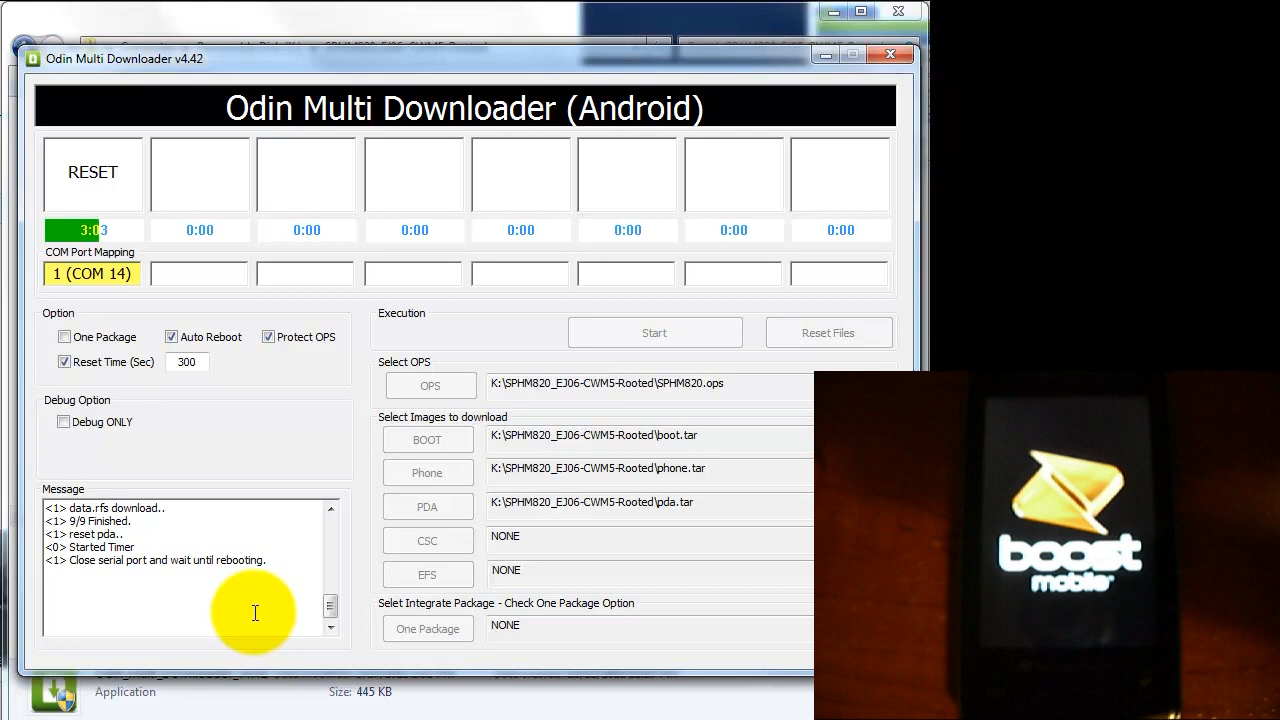 Odin Multi Downloader v4.42
Odin Multi Downloader (Android)
RESET
3:03 0:00 0:00 0:00 0:00 0:00 0:00 0:00
COM Port Mapping
1 (COM 14)
Option
One Package Auto Reboot Protect OPS
Reset Time (Sec) 300
Debug Option
Debug ONLY
Message
<1> data.rfs download..
<1> 9/9 Finished.
<1> reset pda..
<0> Started Timer
<1> Close serial port and wait until rebooting.
Execution
Start Reset Files
Select OPS
OPS K:\SPHM820_EJ06-CWM5-Rooted\SPHM820.ops
Select Images to download
BOOT K:\SPHM820_EJ06-CWM5-Rooted\boot.tar
Phone K:\SPHM820_EJ06-CWM5-Rooted\phone.tar
PDA K:\SPHM820_EJ06-CWM5-Rooted\pda.tar
CSC NONE
EFS NONE
Selet Integrate Package - Check One Package Option
One Package NONE
Application Size: 445 KB
boost
mobile